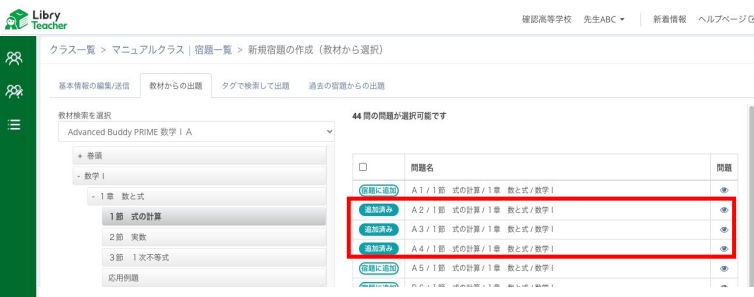 Libry
Teacher
確認高等学校　先生ABC
新着情報
ヘルプページ
クラス一覧 > マニュアルクラス | 宿題一覧 > 新規宿題の作成（教材から選択）
基本情報の編集/送信
教材からの出題
タグで検索して出題
過去の宿題からの出題
教材検索を選択
Advanced Buddy PRIME 数学ⅠA
+ 巻頭
- 数学Ⅰ
- 1章　数と式
1節　式の計算
2節　実数
3節　1次不等式
応用例題
44 問の問題が選択可能です
問題名
問題
宿題に追加 A 1 / 1節　式の計算 / 1章　数と式 / 数学Ⅰ
追加済み A 2 / 1節　式の計算 / 1章　数と式 / 数学Ⅰ
追加済み A 3 / 1節　式の計算 / 1章　数と式 / 数学Ⅰ
追加済み A 4 / 1節　式の計算 / 1章　数と式 / 数学Ⅰ
宿題に追加 A 5 / 1節　式の計算 / 1章　数と式 / 数学Ⅰ